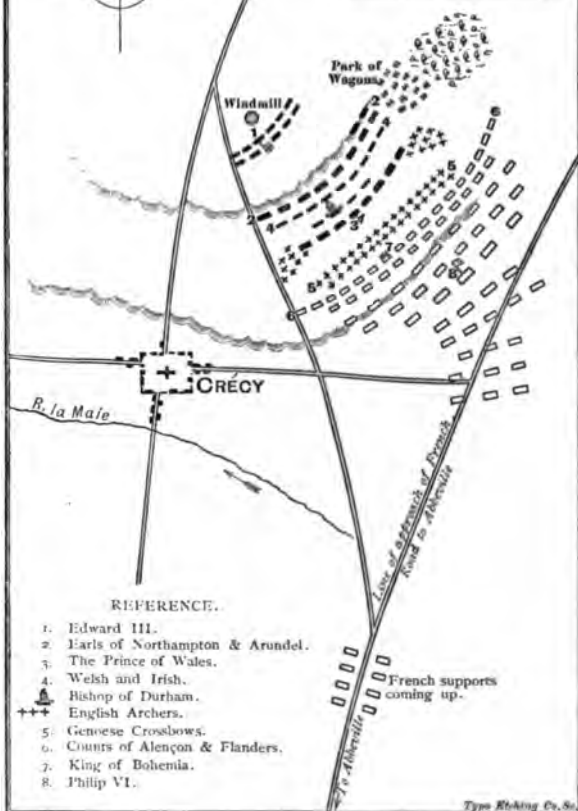 Park of
Waguns.
Windmill
1
2
2
4
4
3
3
5
5
6
6
7
8
CRÉCY
R. la Maie
Line of approach of French
Road to Abbeville
REFERENCE.
1. Edward III.
2. Earls of Northampton & Arundel.
3. The Prince of Wales.
4. Welsh and Irish.
Bishop of Durham.
+++ English Archers.
5. Genoese Crossbows.
6. Counts of Alençon & Flanders.
7. King of Bohemia.
8. Philip VI.
French supports
coming up.
To Abbeville
Typo Etching Co. Sc.